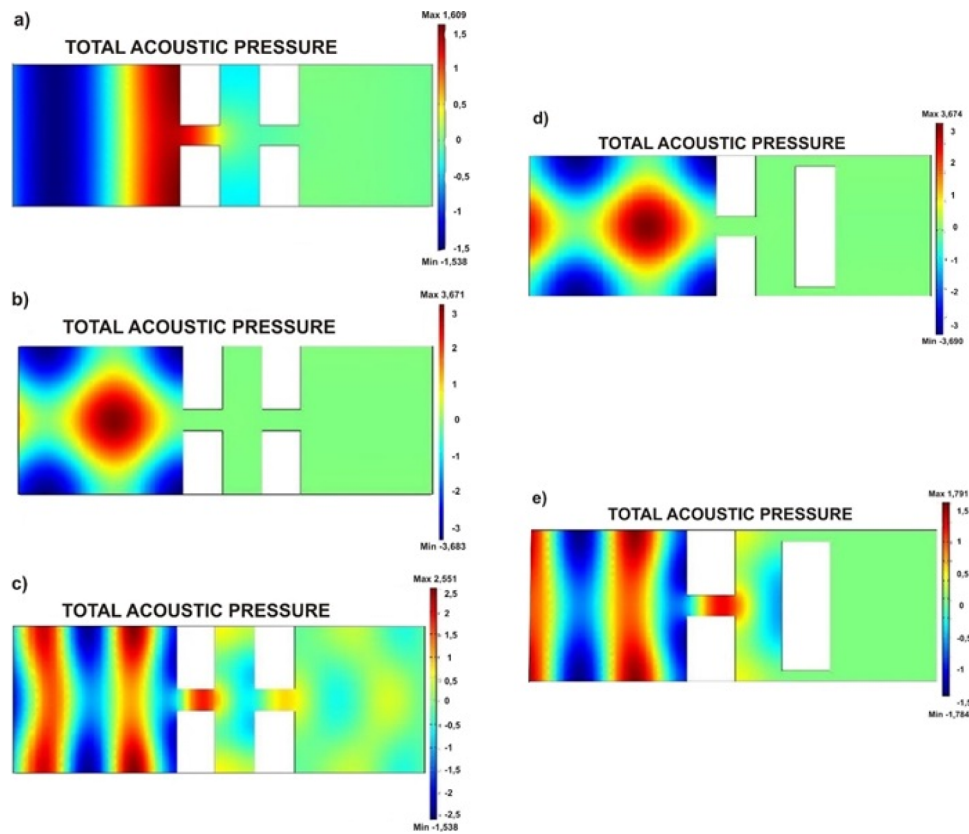 a)
Max 1,609
TOTAL ACOUSTIC PRESSURE
1,5
1
0,5
0
-0,5
-1
-1,5
Min -1,538
b)
Max 3,671
TOTAL ACOUSTIC PRESSURE
3
2
1
0
-1
-2
-3
Min -3,683
c)
Max 2,551
TOTAL ACOUSTIC PRESSURE
2,5
2
1,5
1
0,5
0
-0,5
-1
-1,5
-2
-2,5
Min -1,538
d)
Max 3,674
TOTAL ACOUSTIC PRESSURE
3
2
1
0
-1
-2
-3
Min -3,690
e)
Max 1,791
TOTAL ACOUSTIC PRESSURE
1,5
1
0,5
0
-0,5
-1
-1,5
Min -1,784